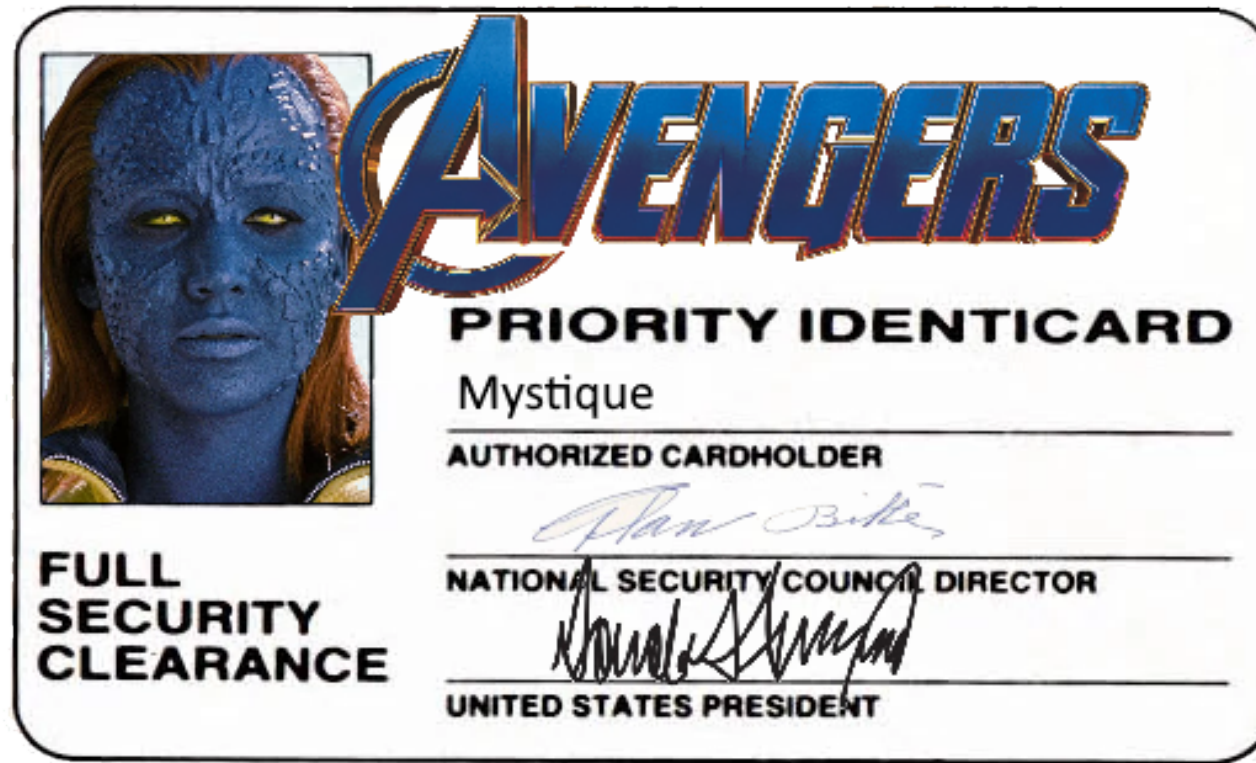 AVENGERS
PRIORITY IDENTICARD
Mystique
AUTHORIZED CARDHOLDER
NATIONAL SECURITY COUNCIL DIRECTOR
UNITED STATES PRESIDENT
FULL
SECURITY
CLEARANCE